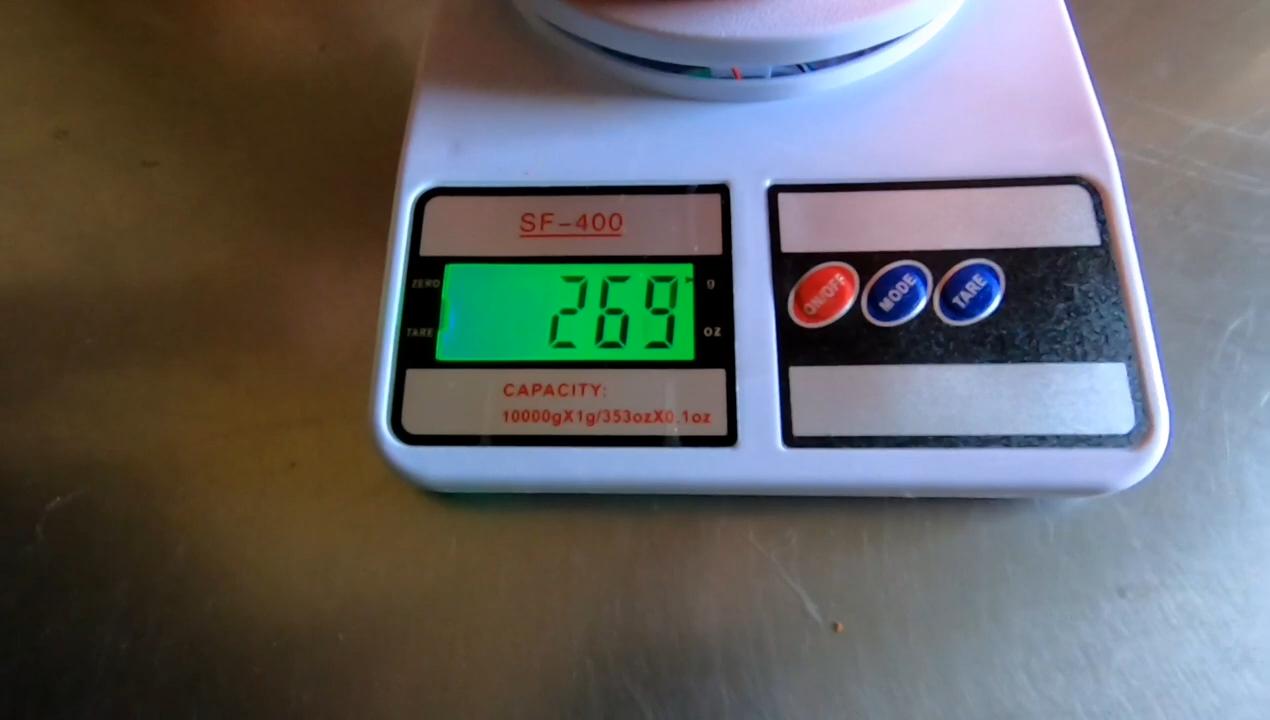 SF-400
ZERO
269
g
TARE
oz
CAPACITY:
10000gX1g/353ozX0.1oz
ON/OFF
MODE
TARE